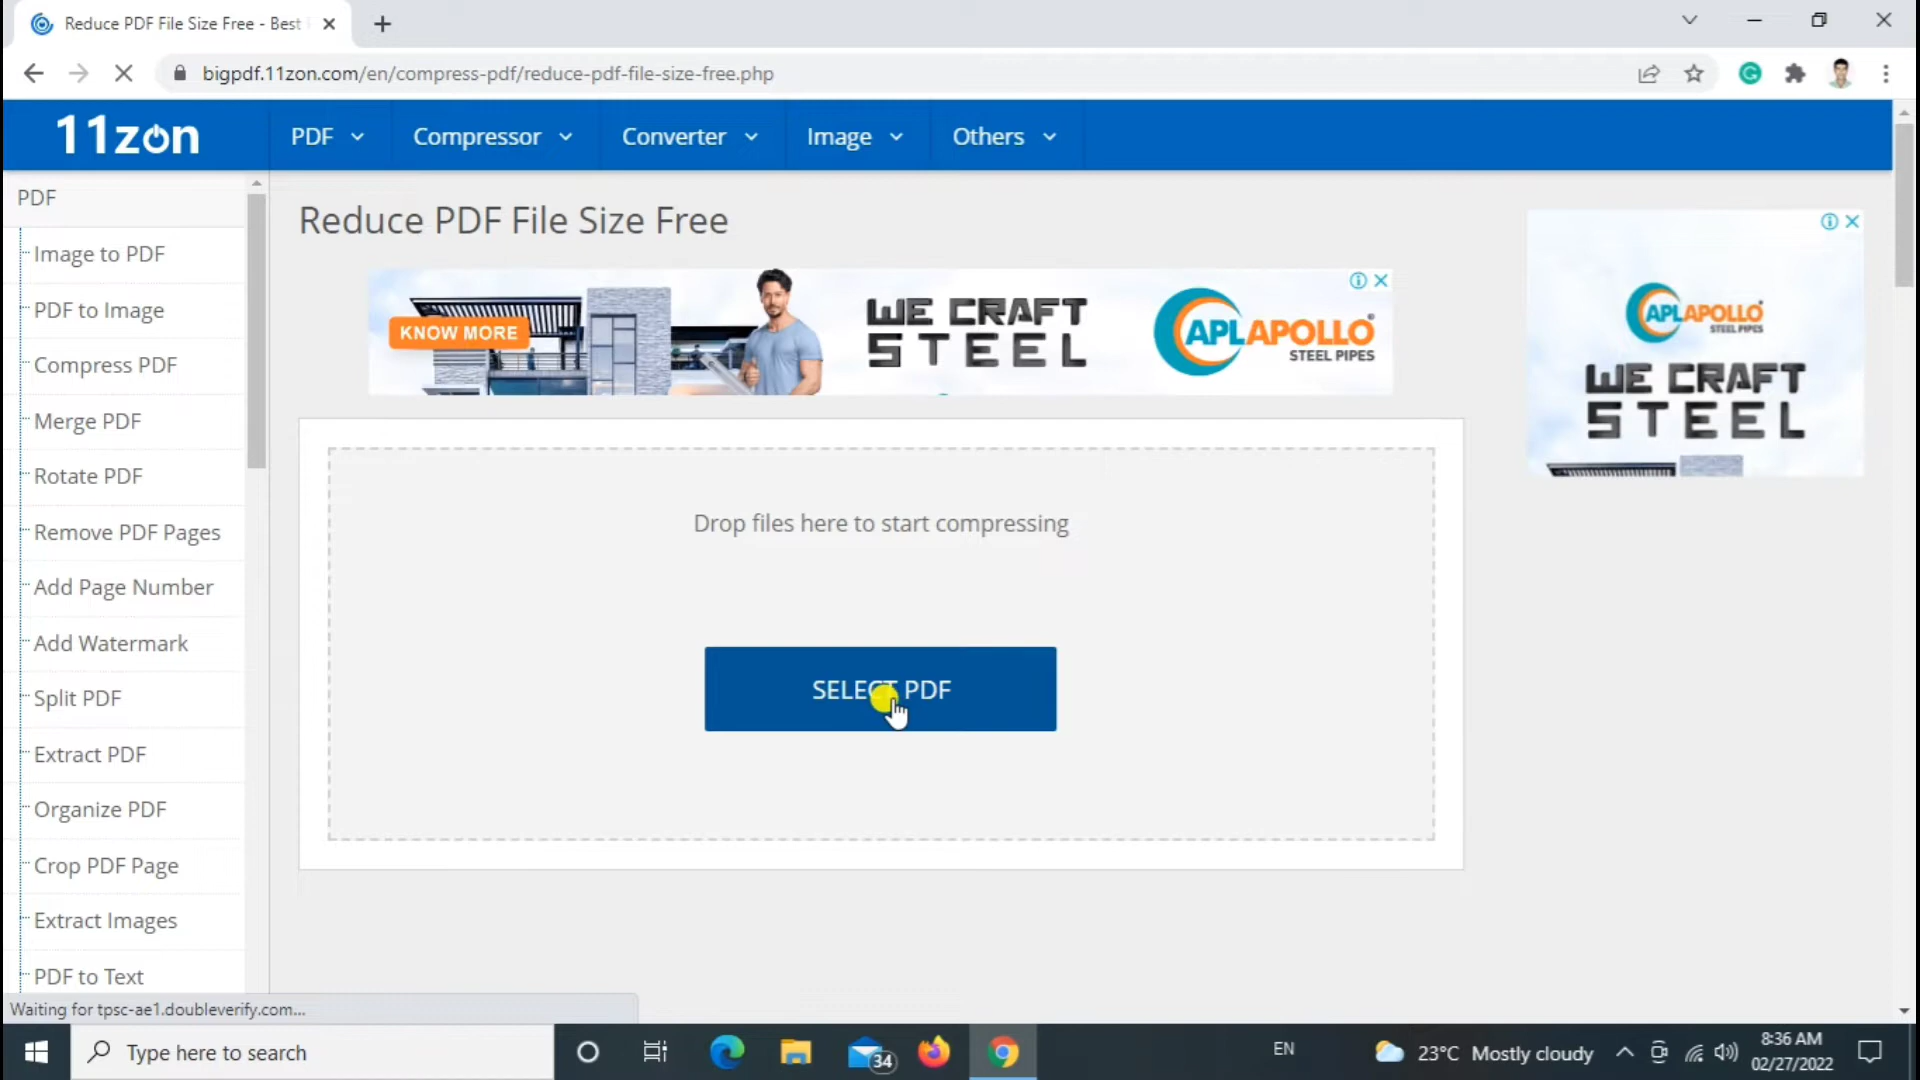 Reduce PDF File Size Free - Best
bigpdf.11zon.com/en/compress-pdf/reduce-pdf-file-size-free.php
11zon
PDF
Compressor
Converter
Image
Others
PDF
Image to PDF
PDF to Image
Compress PDF
Merge PDF
Rotate PDF
Remove PDF Pages
Add Page Number
Add Watermark
Split PDF
Extract PDF
Organize PDF
Crop PDF Page
Extract Images
PDF to Text
Reduce PDF File Size Free
KNOW MORE
WE CRAFT
STEEL
APLAPOLLO
STEEL PIPES
APLAPOLLO
STEEL PIPES
WE CRAFT
STEEL
Drop files here to start compressing
SELECT PDF
Waiting for tpsc-ae1.doubleverify.com...
Type here to search
34
EN
23°C Mostly cloudy
8:36 AM
02/27/2022